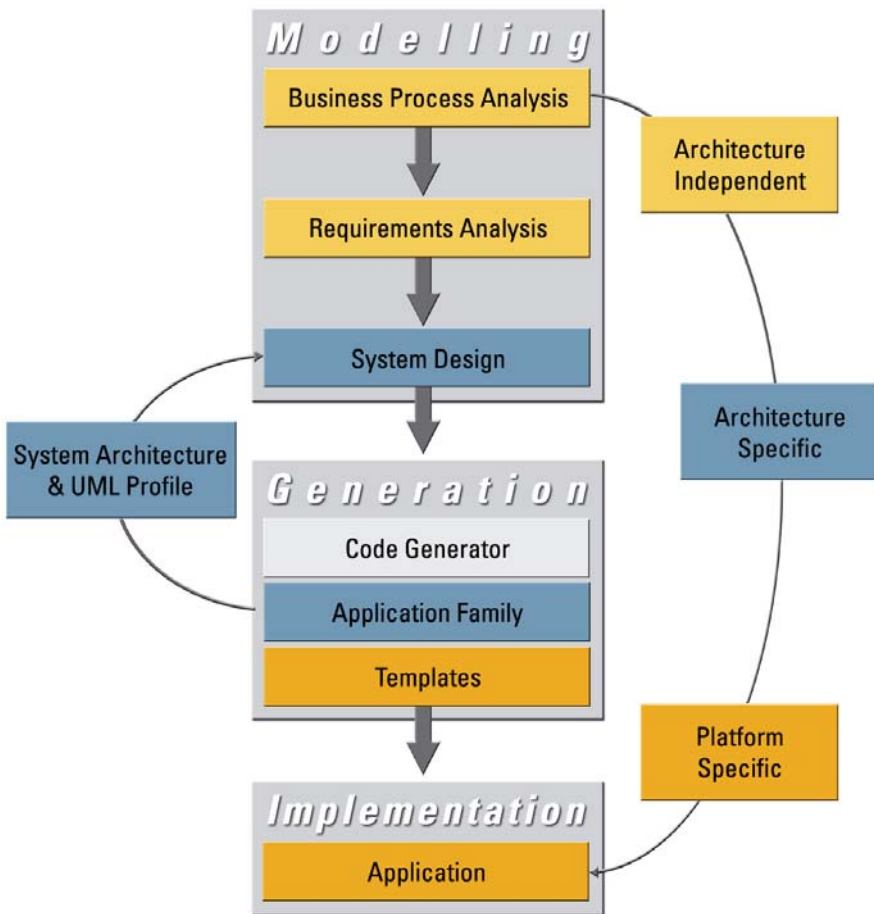 Modelling
Business Process Analysis
Architecture
Independent
Requirements Analysis
System Design
System Architecture
& UML Profile
Architecture
Specific
Generation
Code Generator
Application Family
Templates
Platform
Specific
Implementation
Application